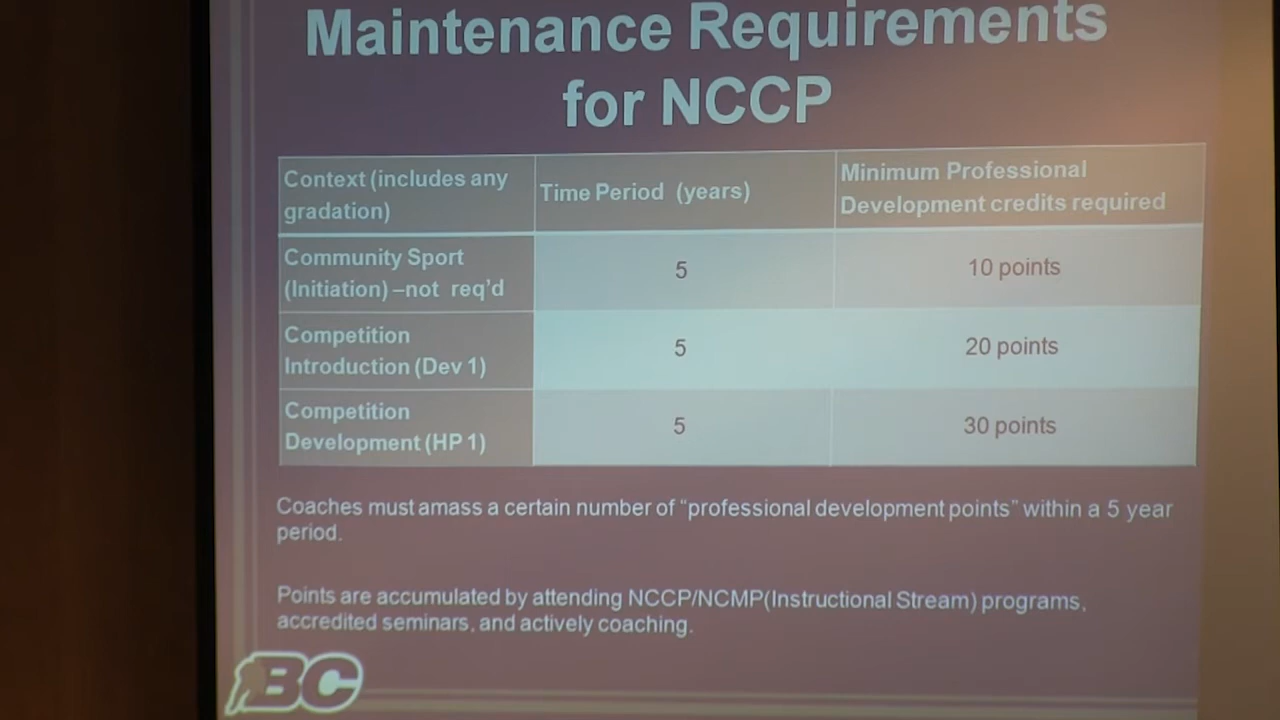 Maintenance Requirements
for NCCP
Context (includes any
gradation)
Time Period (years)
Minimum Professional
Development credits required
Community Sport
(Initiation) –not req'd
5
10 points
Competition
Introduction (Dev 1)
5
20 points
Competition
Development (HP 1)
5
30 points
Coaches must amass a certain number of “professional development points” within a 5 year
period.
Points are accumulated by attending NCCP/NCMP(Instructional Stream) programs,
accredited seminars, and actively coaching.
BC